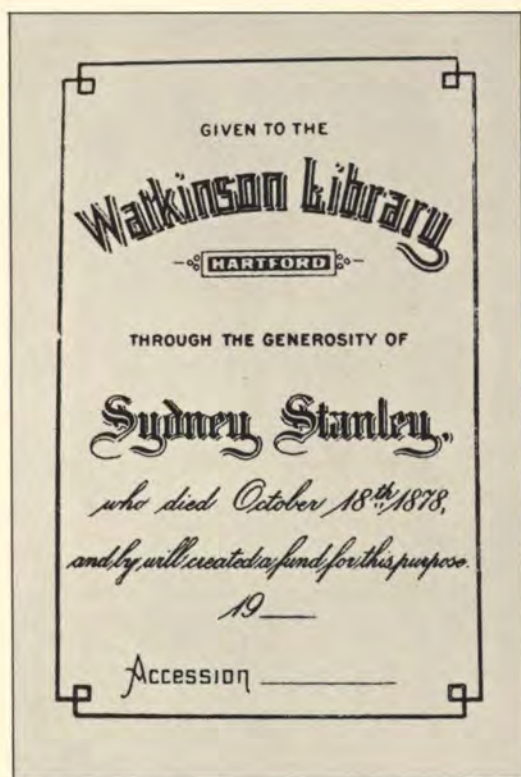 GIVEN TO THE
Watkinson Library
HARTFORD
THROUGH THE GENEROSITY OF
Sydney Stanley,
who died October 18th 1878,
and by will created a fund for this purpose.
19
Accession